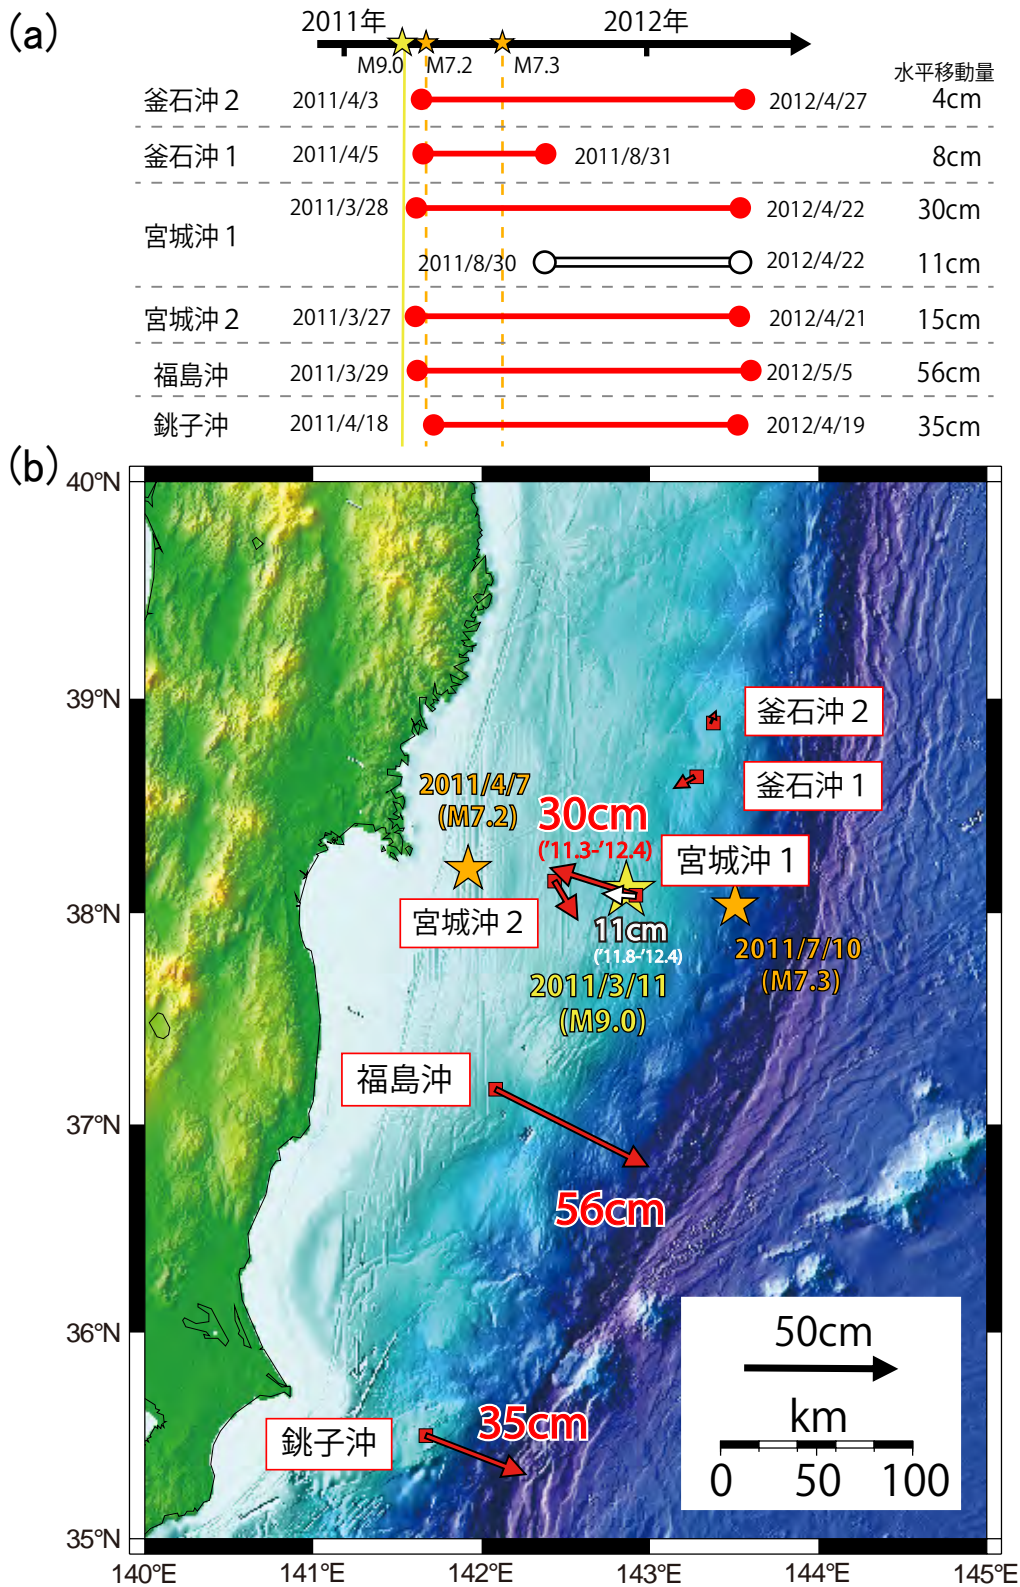 (a)
2011年 2012年
M9.0 M7.2 M7.3 水平移動量
釜石沖 2 2011/4/3 2012/4/27 4cm
釜石沖 1 2011/4/5 2011/8/31 8cm
宮城沖 1 2011/3/28 2012/4/22 30cm
2011/8/30 2012/4/22 11cm
宮城沖 2 2011/3/27 2012/4/21 15cm
福島沖 2011/3/29 2012/5/5 56cm
銚子沖 2011/4/18 2012/4/19 35cm
(b)
40°N
39°N
38°N
37°N
36°N
35°N
釜石沖 2
釜石沖 1
2011/4/7
(M7.2)
30cm
('11.3-'12.4)
宮城沖 1
宮城沖 2
11cm
('11.8-'12.4)
2011/7/10
(M7.3)
2011/3/11
(M9.0)
福島沖
56cm
銚子沖
35cm
50cm
km
0 50 100
140°E 141°E 142°E 143°E 144°E 145°E